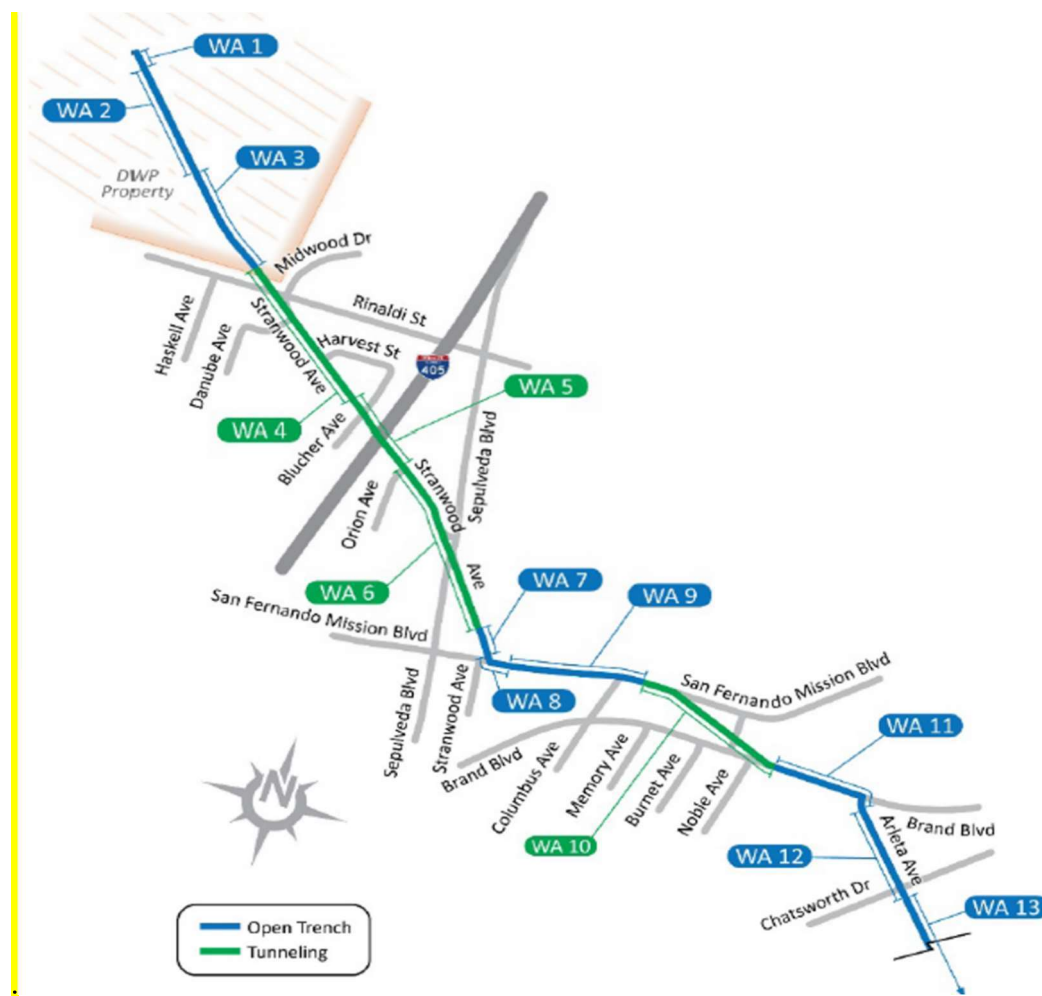 WA 1
WA 2
WA 3
DWP
Property
Midwood Dr
Rinaldi St
Haskell Ave
Danube Ave
Stranwood Ave
Harvest St
405
WA 5
WA 4
Blucher Ave
Sepulveda Blvd
Stranwood
Orion Ave
Ave
WA 6
WA 7
WA 9
San Fernando Mission Blvd
San Fernando Mission Blvd
WA 8
Sepulveda Blvd
Stranwood Ave
Brand Blvd
Columbus Ave
Memory Ave
Burnet Ave
Noble Ave
WA 11
N
WA 10
Brand Blvd
Arleta Ave
WA 12
Chatsworth Dr
WA 13
Open Trench
Tunneling